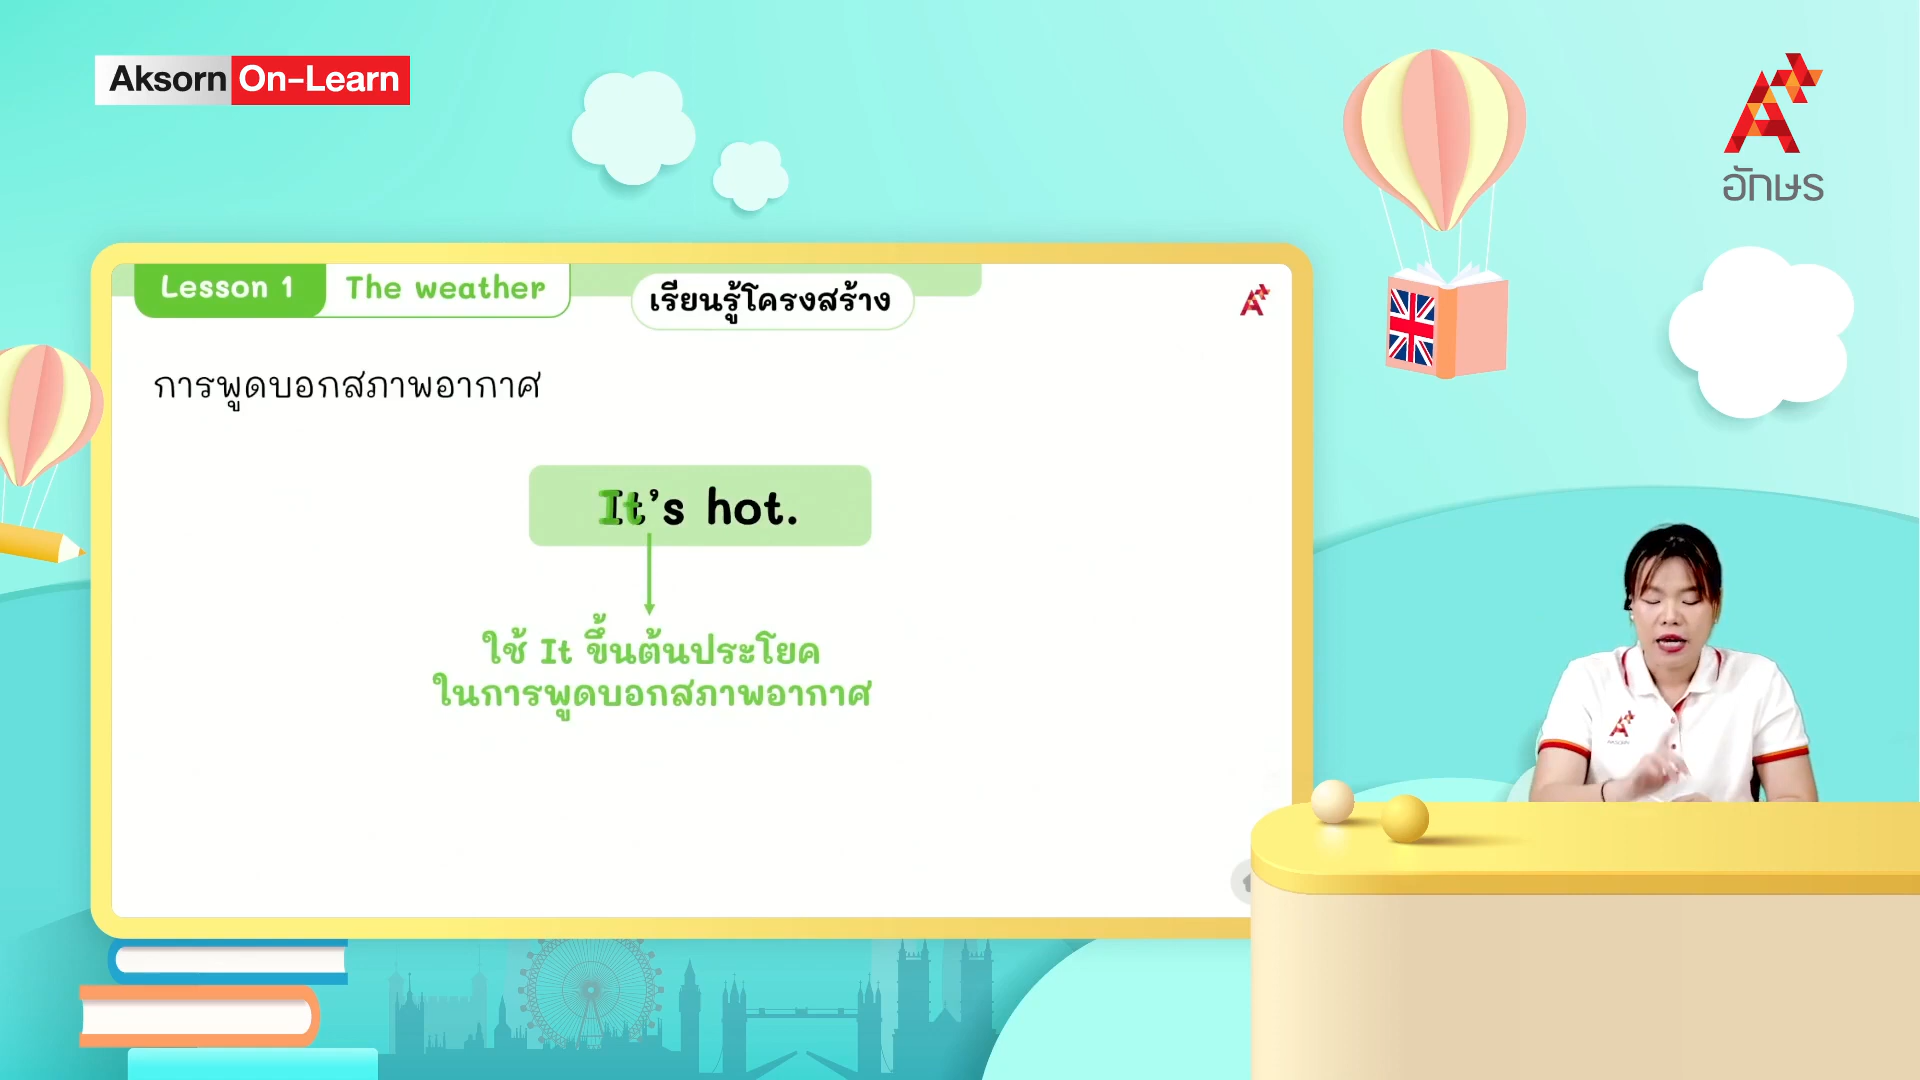 Aksorn On-Learn
อักษร
Lesson 1 The weather
เรียนรู้โครงสร้าง
การพูดบอกสภาพอากาศ
It's hot.
ใช้ It ขึ้นต้นประโยค
ในการพูดบอกสภาพอากาศ